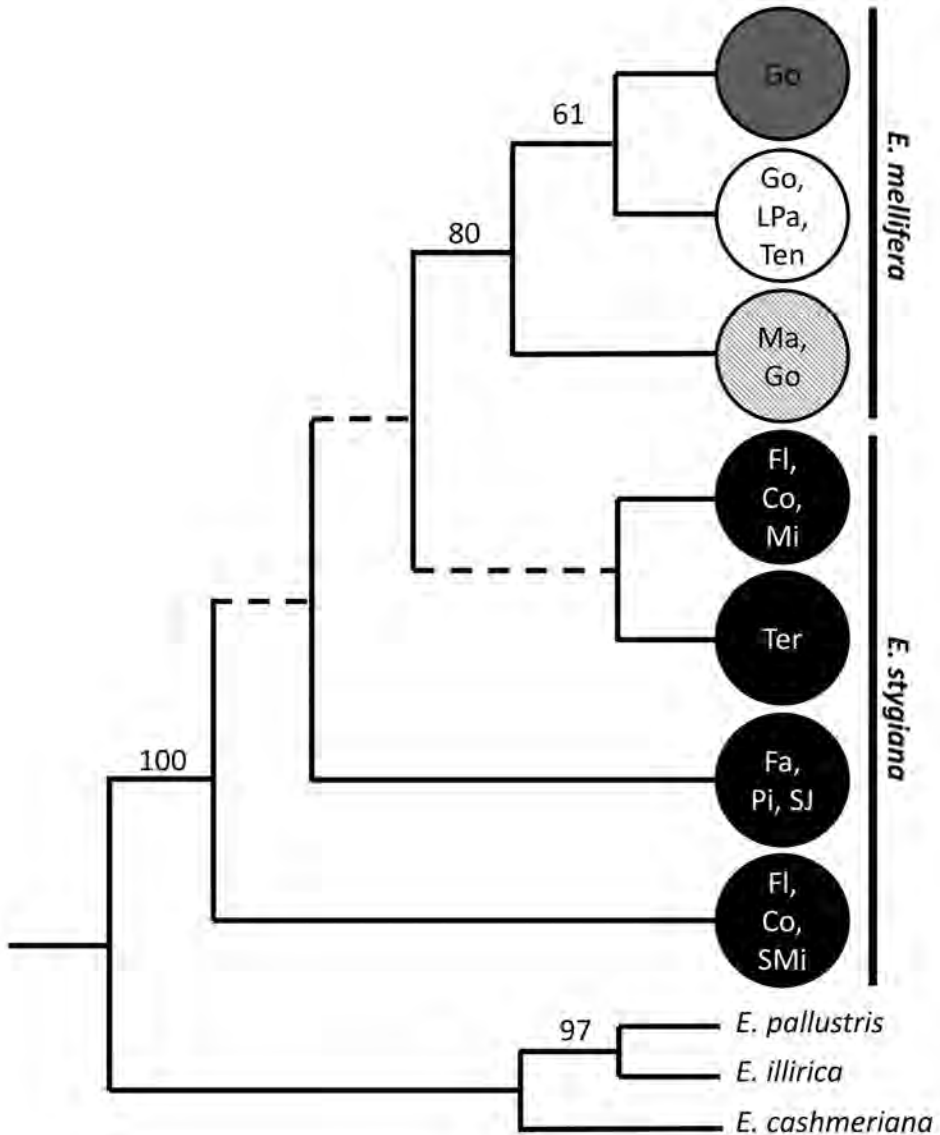 Go
61
Go,
LPa,
Ten
80
Ma,
Go
E. mellifera
Fl,
Co,
Mi
Ter
100
Fa,
Pi, SJ
Fl,
Co,
SMi
E. stygiana
97
E. pallustris
E. illirica
E. cashmeriana